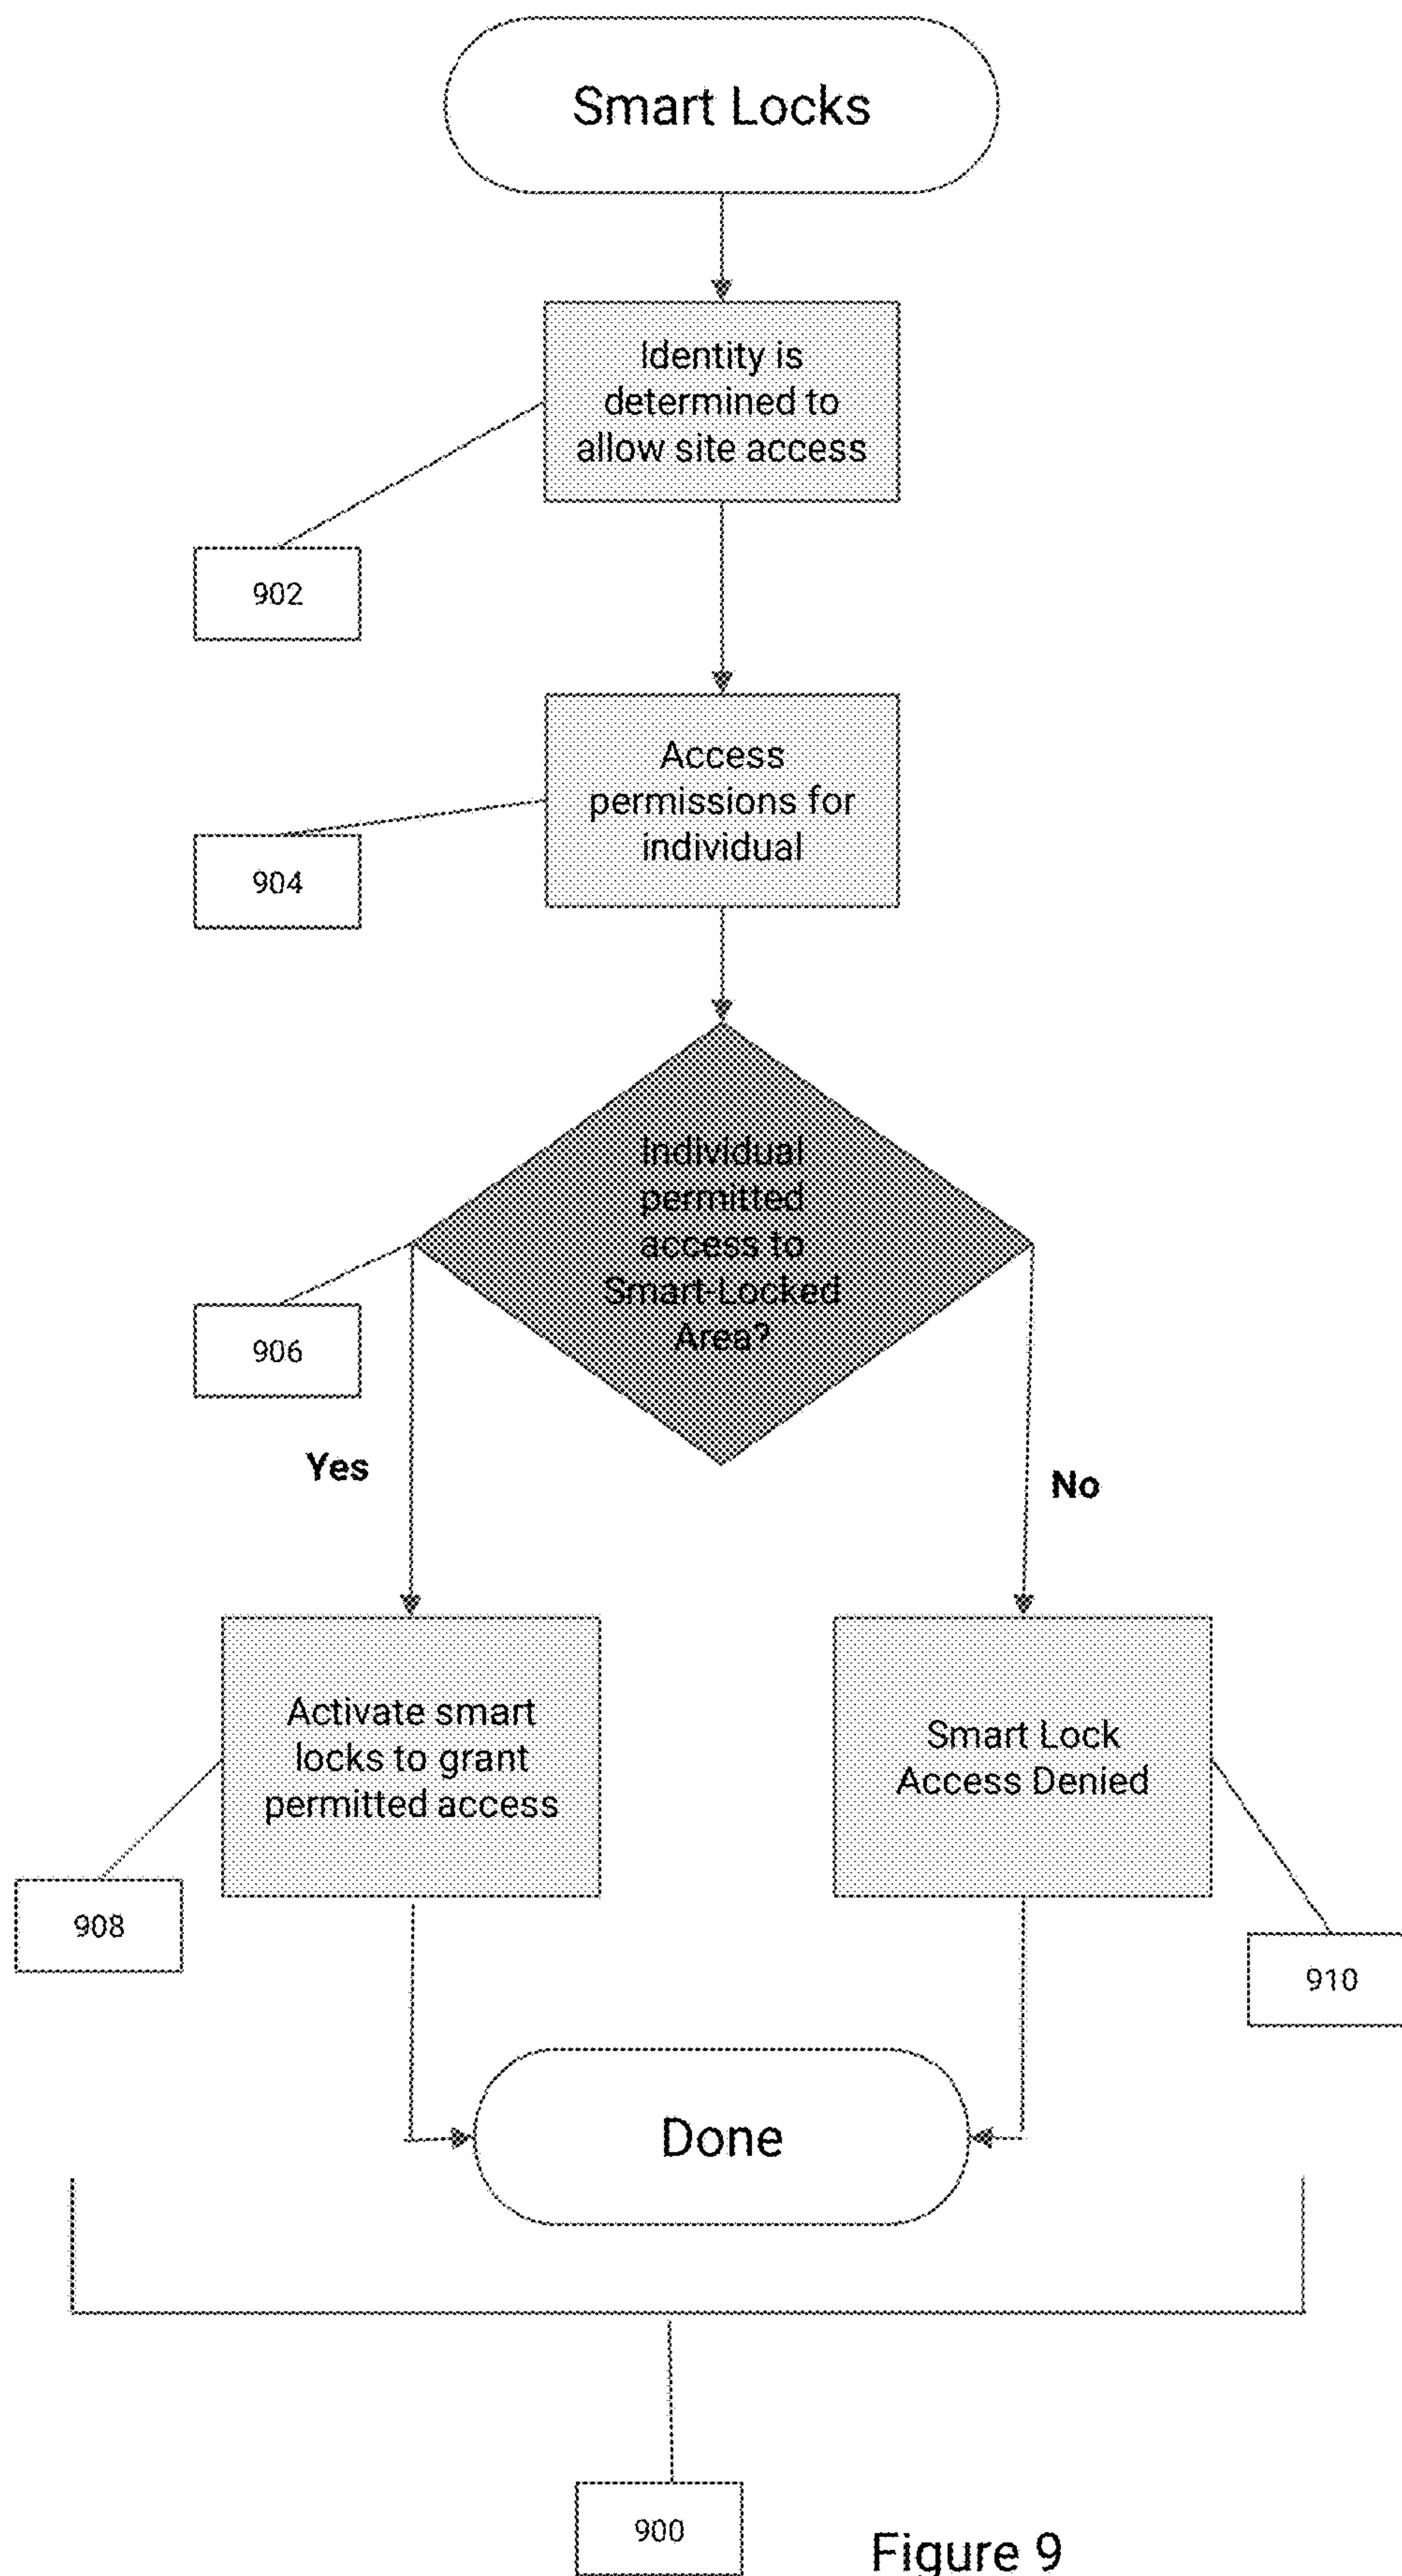 Smart Locks
Identity is
determined to
allow site access
902
Access
permissions for
individual
904
Individual
permitted
access to
Smart-Locked
Area?
906
Yes
No
Activate smart
locks to grant
permitted access
Smart Lock
Access Denied
908
910
Done
900
Figure 9